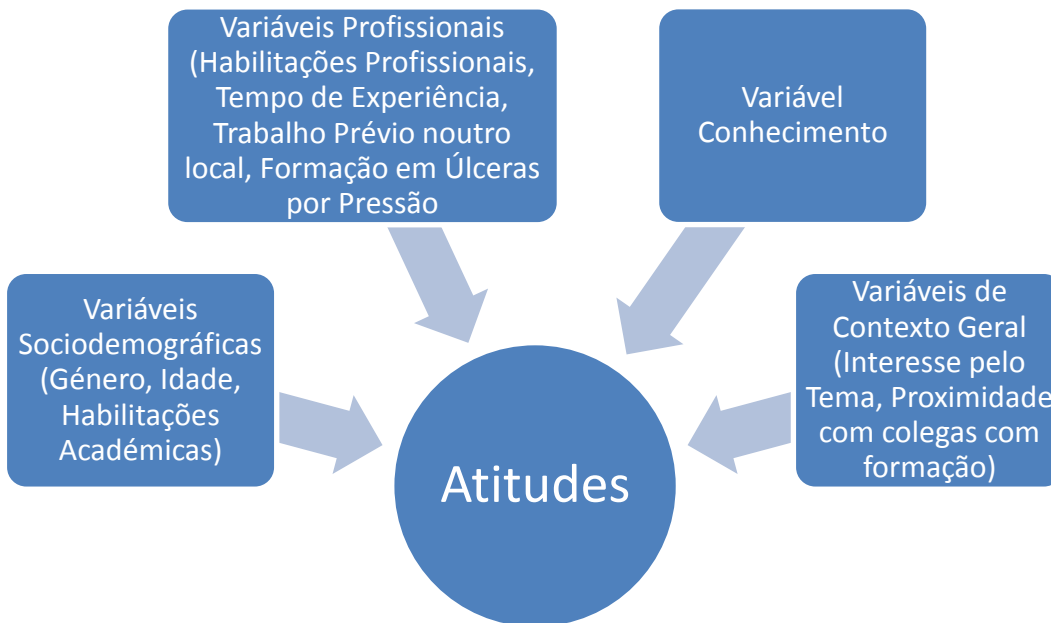 Variáveis Profissionais
(Habilitações Profissionais,
Tempo de Experiência,
Trabalho Prévio noutro
local, Formação em Úlceras
por Pressão
Variável
Conhecimento
Variáveis
Sociodemográficas
(Género, Idade,
Habilitações
Académicas)
Variáveis de
Contexto Geral
(Interesse pelo
Tema, Proximidade
com colegas com
formação)
Atitudes